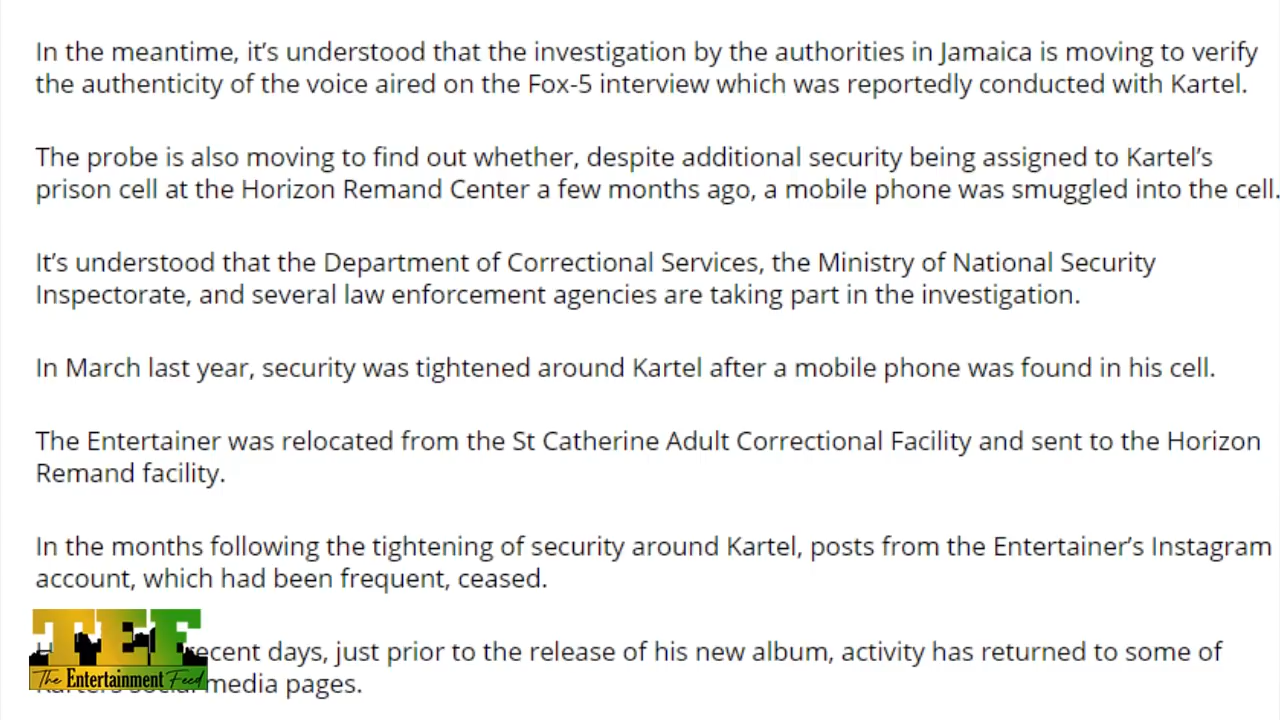 In the meantime, it’s understood that the investigation by the authorities in Jamaica is moving to verify
the authenticity of the voice aired on the Fox-5 interview which was reportedly conducted with Kartel.
The probe is also moving to find out whether, despite additional security being assigned to Kartel’s
prison cell at the Horizon Remand Center a few months ago, a mobile phone was smuggled into the cell.
It’s understood that the Department of Correctional Services, the Ministry of National Security
Inspectorate, and several law enforcement agencies are taking part in the investigation.
In March last year, security was tightened around Kartel after a mobile phone was found in his cell.
The Entertainer was relocated from the St Catherine Adult Correctional Facility and sent to the Horizon
Remand facility.
In the months following the tightening of security around Kartel, posts from the Entertainer’s Instagram
account, which had been frequent, ceased.
recent days, just prior to the release of his new album, activity has returned to some of
media pages.
TEF
The Entertainment Feed